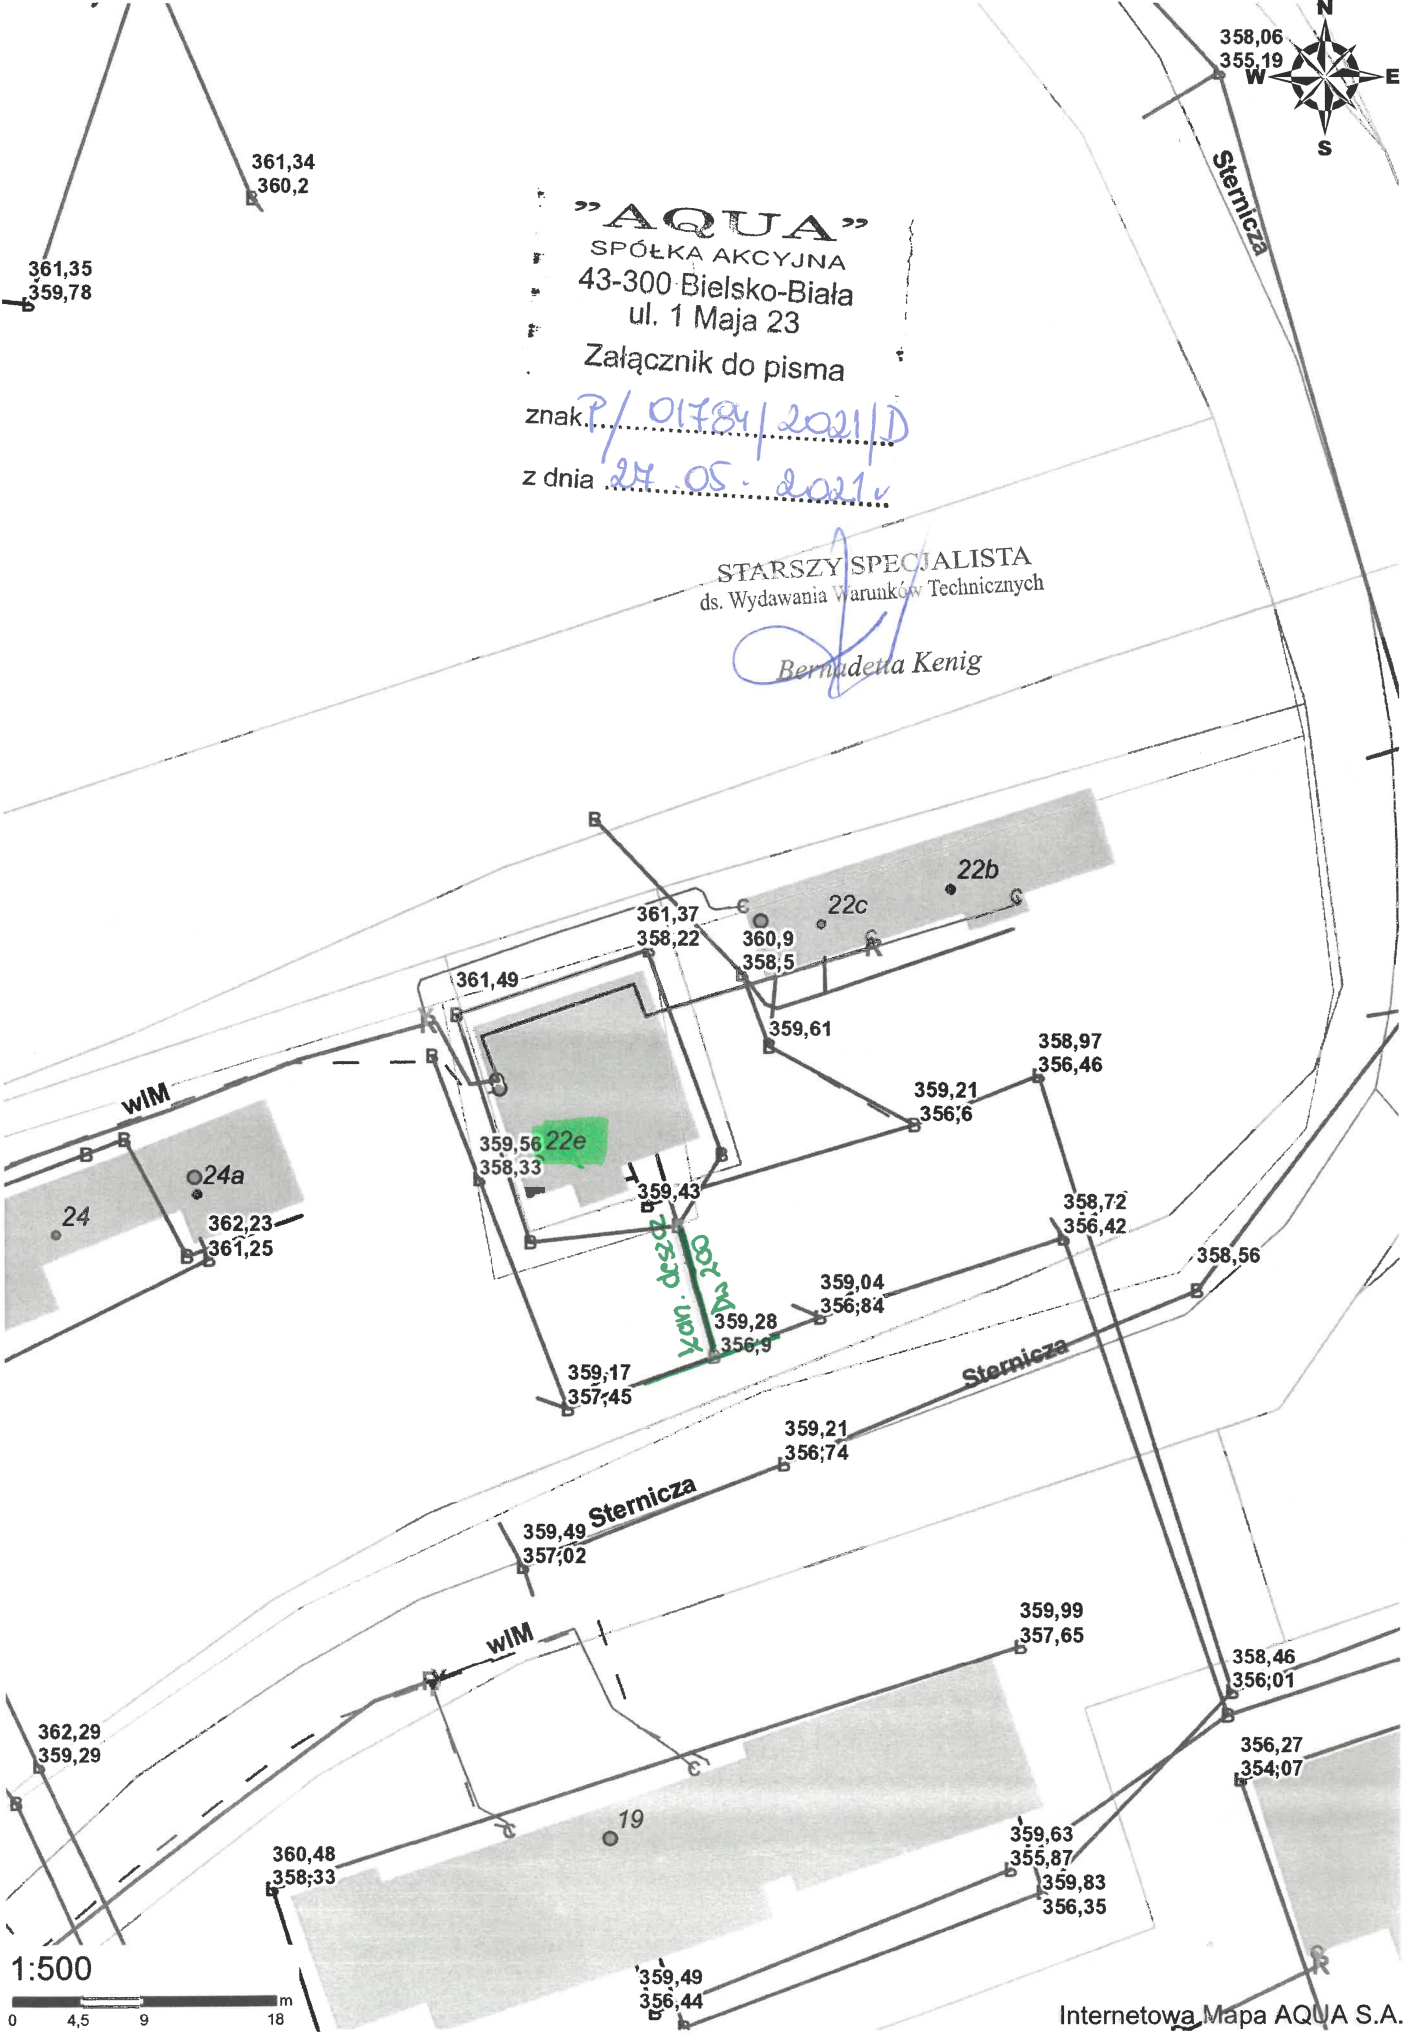 N
358,06
355,19
W
E
S
Sternicza
361,34
360,2
B
361,35
359,78
B
"AQUA"
SPÓŁKA AKCYJNA
43-300 Bielsko-Biała
ul. 1 Maja 23
Załącznik do pisma
znak P/01784/2021/D
z dnia 27.05.2021r
STARSZY SPECJALISTA
ds. Wydawania Warunków Technicznych
Bernadetta Kenig
B
22b
22c
C
C
361,37
358,22
360,9
358,5
C
R
361,49
B
R
B
359,61
B
358,97
356,46
359,21
356,6
wIM
B
B
359,56
358,33
22e
B
359,43
B
24a
24
362,23
361,25
B
B
B
358,72
356,42
358,56
B
kan. deszcz
DN 200
359,04
356,84
359,28
356,9
359,17
357,45
B
Sternicza
359,21
356,74
Sternicza
359,49
357,02
wIM
359,99
357,65
358,46
356,01
B
362,29
359,29
B
356,27
354,07
C
C
19
359,63
355,87
360,48
358,33
359,83
356,35
C
R
1:500
359,49
356,44
B
B
m
0 4,5 9 18
Internetowa Mapa AQUA S.A.